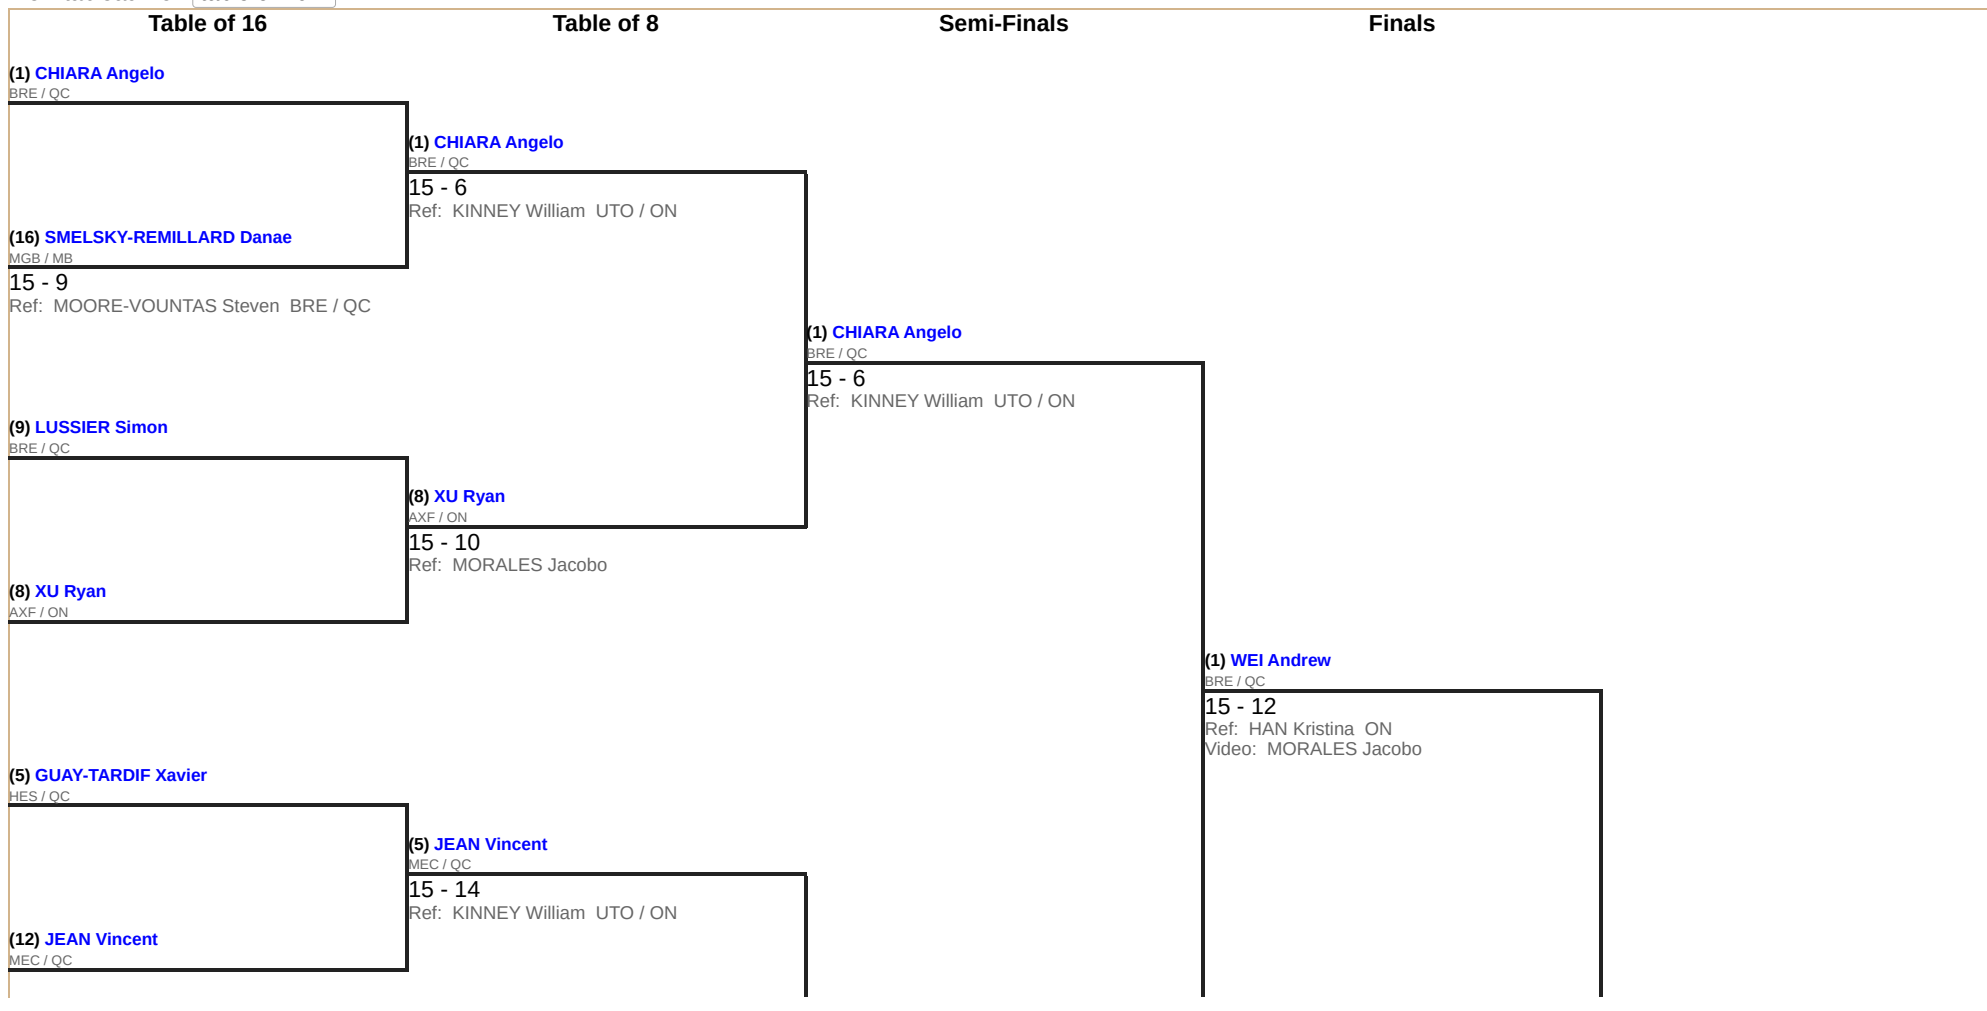 Table of 16
Table of 8
Semi-Finals
Finals
(1) CHIARA Angelo
BRE / QC
(16) SMELSKY-REMILLARD Danae
MGB / MB
15 - 9
Ref: MOORE-VOUNTAS Steven BRE / QC
(9) LUSSIER Simon
BRE / QC
(8) XU Ryan
AXF / ON
(5) GUAY-TARDIF Xavier
HES / QC
(12) JEAN Vincent
MEC / QC
(1) CHIARA Angelo
BRE / QC
15 - 6
Ref: KINNEY William UTO / ON
(8) XU Ryan
AXF / ON
15 - 10
Ref: MORALES Jacobo
(5) JEAN Vincent
MEC / QC
15 - 14
Ref: KINNEY William UTO / ON
(1) CHIARA Angelo
BRE / QC
15 - 6
Ref: KINNEY William UTO / ON
(1) WEI Andrew
BRE / QC
15 - 12
Ref: HAN Kristina ON
Video: MORALES Jacobo